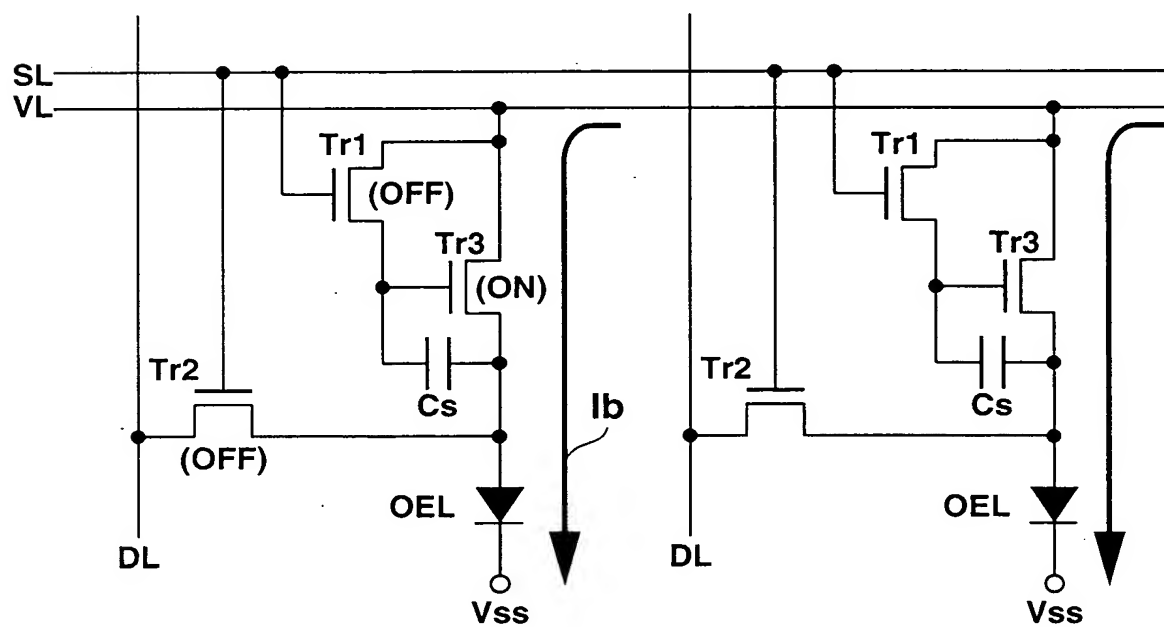 SL
VL
Tr1
(OFF)
Tr3
(ON)
Tr2
(OFF)
Cs
Ib
OEL
DL
Vss
Tr1
Tr3
Tr2
Cs
OEL
DL
Vss